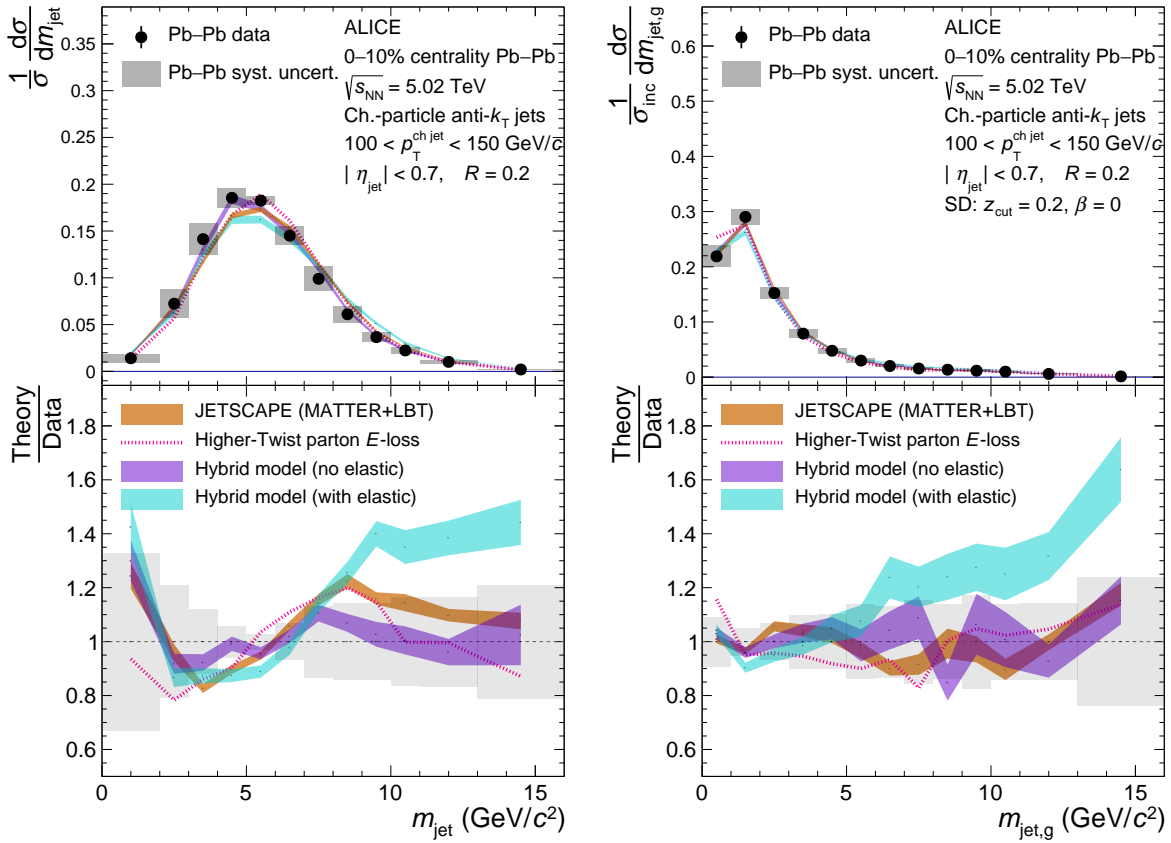 1/σ dσ/dm_jet
0.35
0.3
0.25
0.2
0.15
0.1
0.05
0
Pb–Pb data
Pb–Pb syst. uncert.
ALICE
0–10% centrality Pb–Pb
√s_NN = 5.02 TeV
Ch.-particle anti-k_T jets
100 < p_T^ch jet < 150 GeV/c
| η_jet | < 0.7, R = 0.2
Theory/Data
1.8
1.6
1.4
1.2
1
0.8
0.6
JETSCAPE (MATTER+LBT)
Higher-Twist parton E-loss
Hybrid model (no elastic)
Hybrid model (with elastic)
0 5 10 15
m_jet (GeV/c²)
1/σ_inc dσ/dm_jet,g
0.6
0.5
0.4
0.3
0.2
0.1
0
Pb–Pb data
Pb–Pb syst. uncert.
ALICE
0–10% centrality Pb–Pb
√s_NN = 5.02 TeV
Ch.-particle anti-k_T jets
100 < p_T^ch jet < 150 GeV/c
| η_jet | < 0.7, R = 0.2
SD: z_cut = 0.2, β = 0
Theory/Data
1.8
1.6
1.4
1.2
1
0.8
0.6
JETSCAPE (MATTER+LBT)
Higher-Twist parton E-loss
Hybrid model (no elastic)
Hybrid model (with elastic)
0 5 10 15
m_jet,g (GeV/c²)